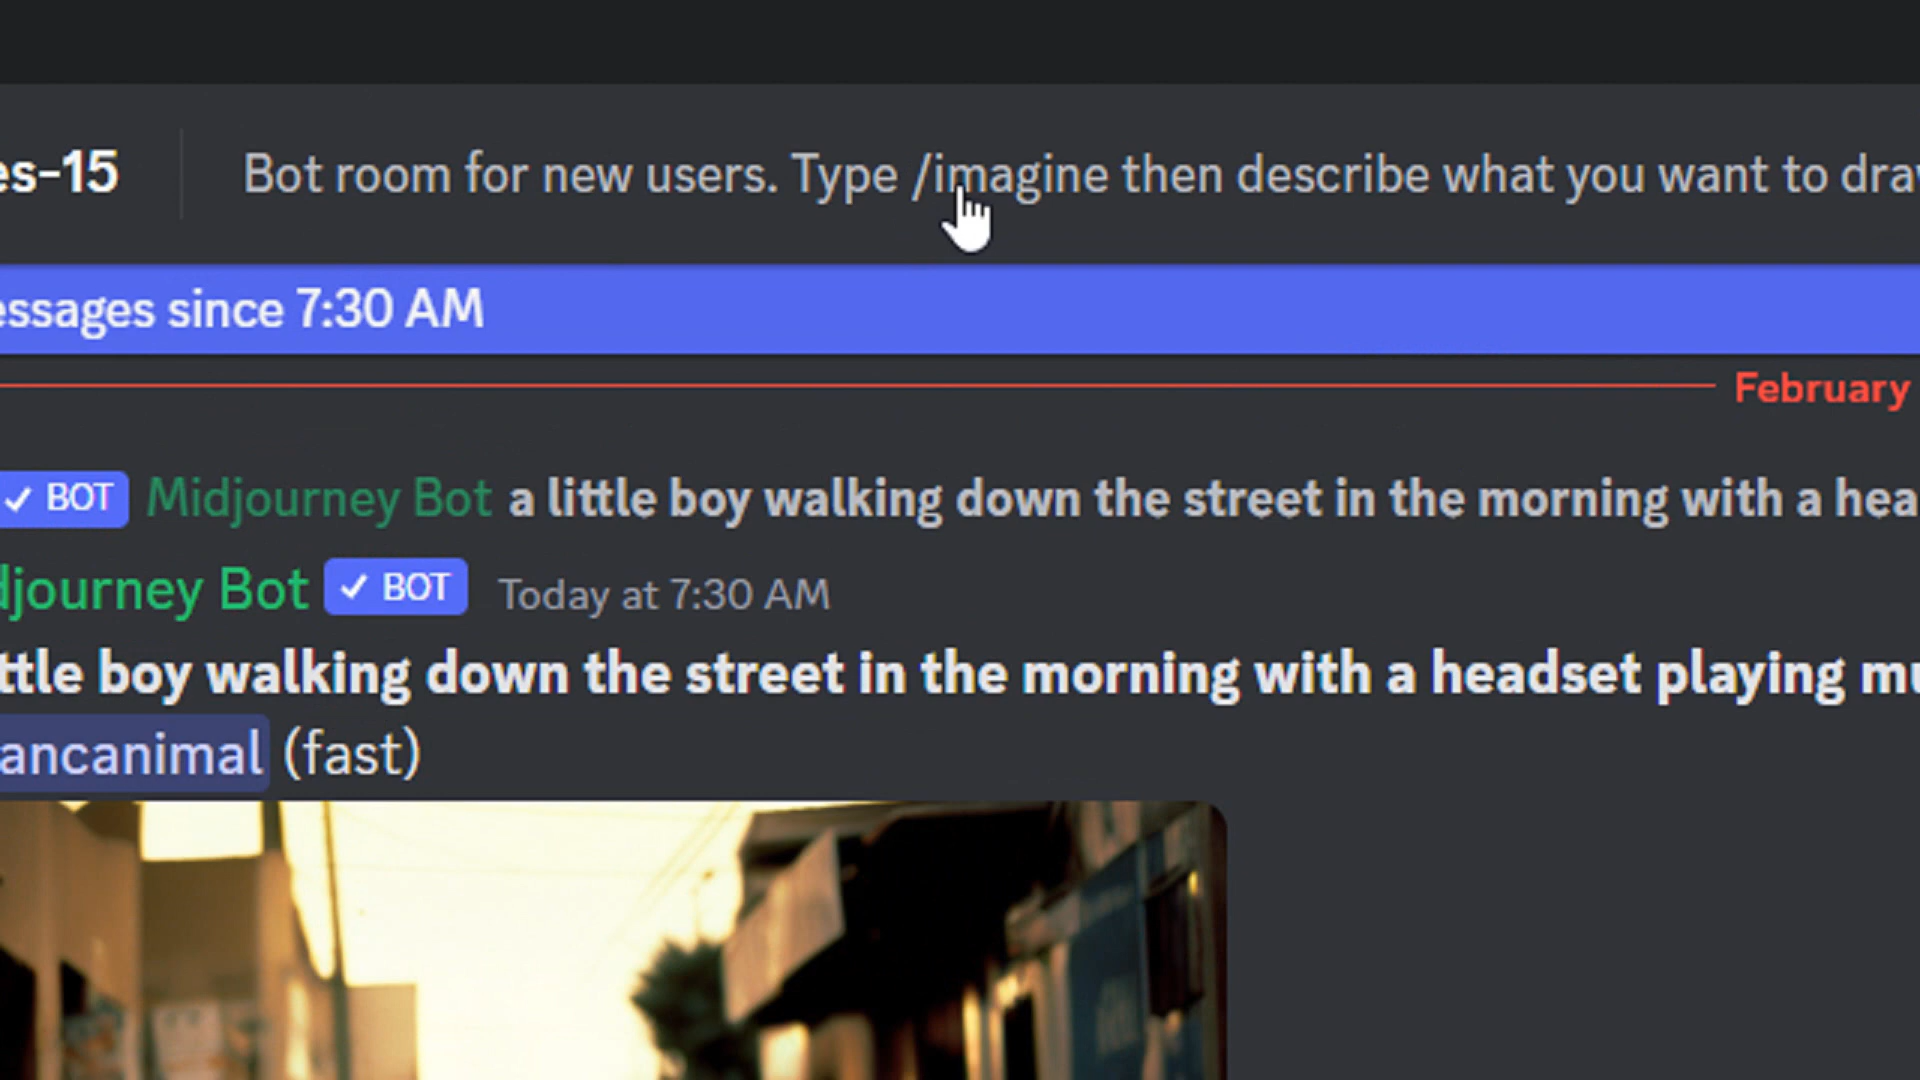 es-15 Bot room for new users. Type /imagine then describe what you want to draw
essages since 7:30 AM
February
✓ BOT Midjourney Bot a little boy walking down the street in the morning with a hea
djourney Bot ✓ BOT Today at 7:30 AM
ttle boy walking down the street in the morning with a headset playing mu
ancanimal (fast)